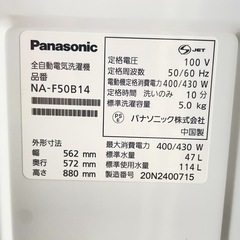 Panasonic
全自動電気洗濯機
品番
NA-F50B14
外形寸法
幅 562 mm
奥行 572 mm
高さ 880 mm
S JET
定格電圧 100 V
定格周波数 50/60 Hz
電動機定格消費電力 400/430 W
定格時間 洗いのみ 10 分
標準洗濯容量 5.0 kg
PS E
パナソニック株式会社
中国製
最大消費電力 400/430 W
標準水量 47 L
標準使用水量 114 L
製造番号 20N2400715